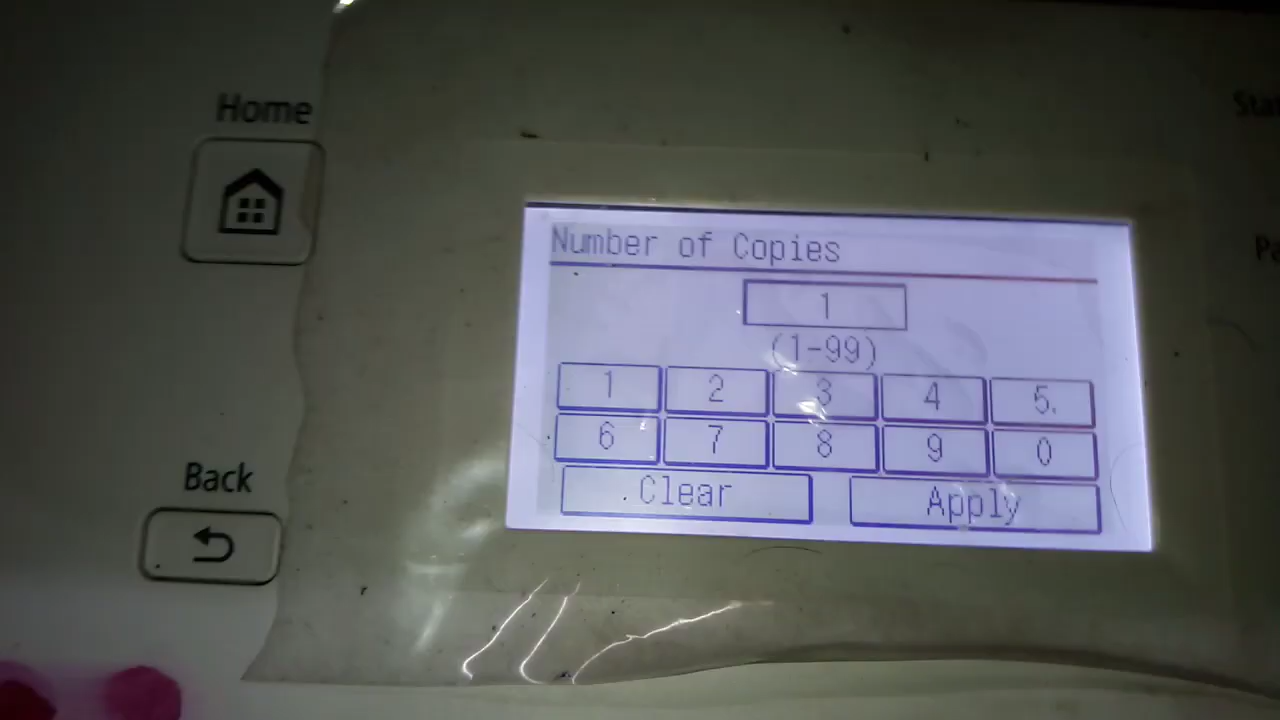 Home
Number of Copies
1
(1-99)
1 2 3 4 5
6 7 8 9 0
Clear Apply
Back